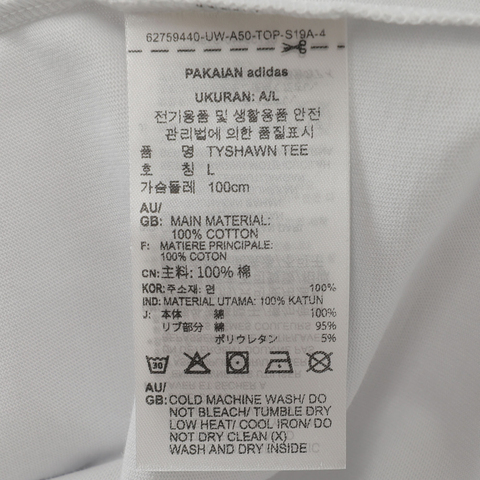 62759440-UW-A50-TOP-S19A-4
PAKAIAN adidas
UKURAN: A/L
전기용품 및 생활용품 안전
관리법에 의한 품질표시
품 명 TYSHAWN TEE
호 칭 L
가슴둘레 100cm
AU/
GB: MAIN MATERIAL:
100% COTTON
F: MATIERE PRINCIPALE:
100% COTON
CN: 主料: 100% 棉
KOR: 주소재: 면 100%
IND: MATERIAL UTAMA: 100% KATUN
J: 本体 綿 100%
リブ部分 綿 95%
ポリウレタン 5%
30
AU/
GB: COLD MACHINE WASH/ DO
NOT BLEACH/ TUMBLE DRY
LOW HEAT/ COOL IRON/ DO
NOT DRY CLEAN (X)
WASH AND DRY INSIDE